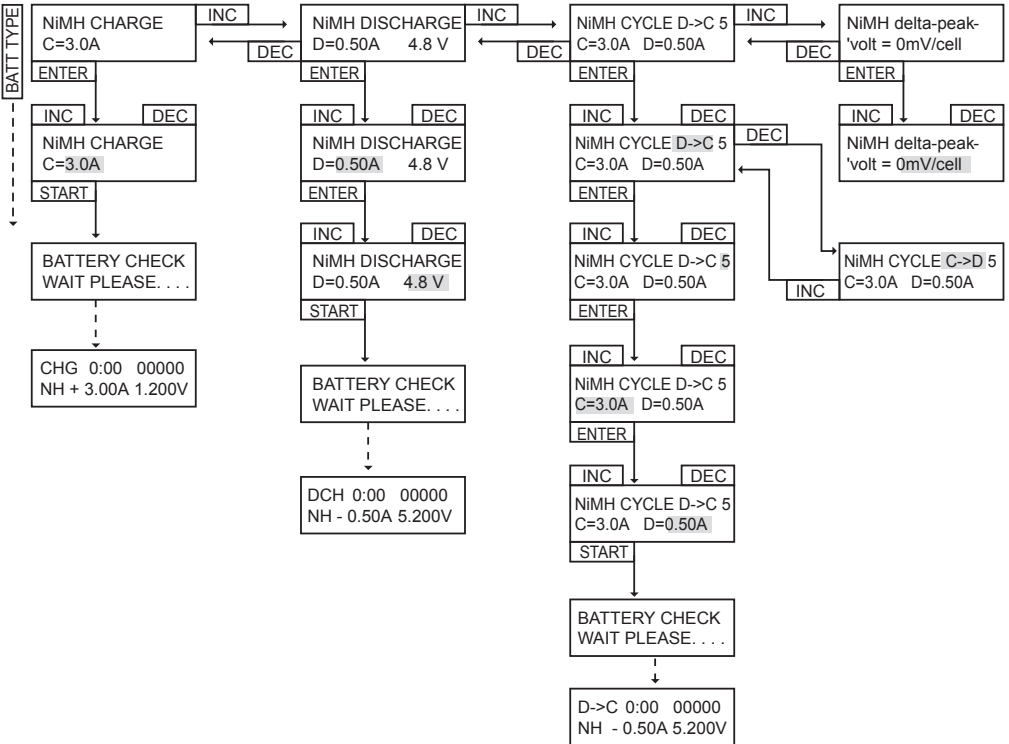 BATT TYPE
NiMH CHARGE
C=3.0A
ENTER
INC
DEC
NiMH CHARGE
C=3.0A
START
BATTERY CHECK
WAIT PLEASE. . . .
CHG 0:00 00000
NH + 3.00A 1.200V
INC
DEC
NiMH DISCHARGE
D=0.50A 4.8 V
ENTER
INC
DEC
NiMH DISCHARGE
D=0.50A 4.8 V
ENTER
INC
DEC
NiMH DISCHARGE
D=0.50A 4.8 V
START
BATTERY CHECK
WAIT PLEASE. . . .
DCH 0:00 00000
NH - 0.50A 5.200V
INC
DEC
NiMH CYCLE D->C 5
C=3.0A D=0.50A
ENTER
INC
DEC
NiMH CYCLE D->C 5
C=3.0A D=0.50A
ENTER
INC
DEC
NiMH CYCLE D->C 5
C=3.0A D=0.50A
ENTER
INC
DEC
NiMH CYCLE D->C 5
C=3.0A D=0.50A
ENTER
INC
DEC
NiMH CYCLE D->C 5
C=3.0A D=0.50A
START
BATTERY CHECK
WAIT PLEASE. . . .
D->C 0:00 00000
NH - 0.50A 5.200V
INC
DEC
NiMH delta-peak-
'volt = 0mV/cell
ENTER
INC
DEC
NiMH delta-peak-
'volt = 0mV/cell
DEC
NiMH CYCLE C->D 5
C=3.0A D=0.50A
INC